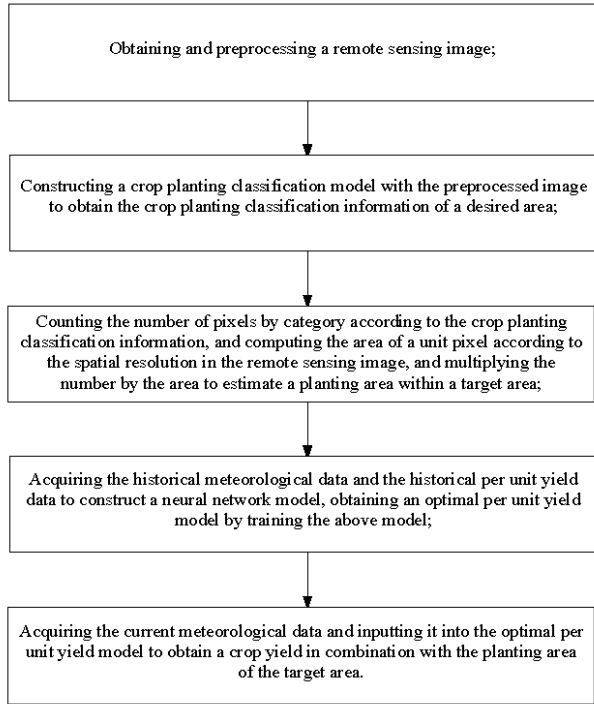 Obtaining and preprocessing a remote sensing image;
Constructing a crop planting classification model with the preprocessed image
to obtain the crop planting classification information of a desired area;
Counting the number of pixels by category according to the crop planting
classification information, and computing the area of a unit pixel according to
the spatial resolution in the remote sensing image, and multiplying the
number by the area to estimate a planting area within a target area;
Acquiring the historical meteorological data and the historical per unit yield
data to construct a neural network model, obtaining an optimal per unit yield
model by training the above model;
Acquiring the current meteorological data and inputting it into the optimal per
unit yield model to obtain a crop yield in combination with the planting area
of the target area.